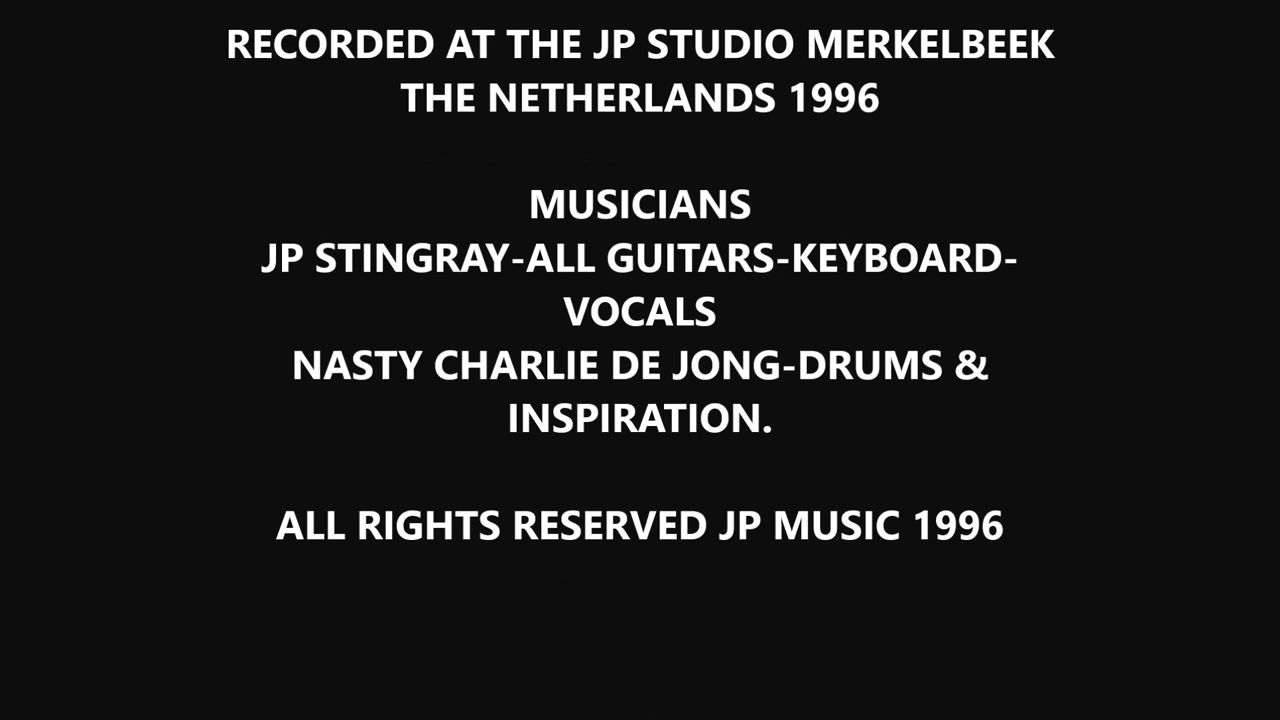 RECORDED AT THE JP STUDIO MERKELBEEK
THE NETHERLANDS 1996
MUSICIANS
JP STINGRAY-ALL GUITARS-KEYBOARD-
VOCALS
NASTY CHARLIE DE JONG-DRUMS &
INSPIRATION.
ALL RIGHTS RESERVED JP MUSIC 1996